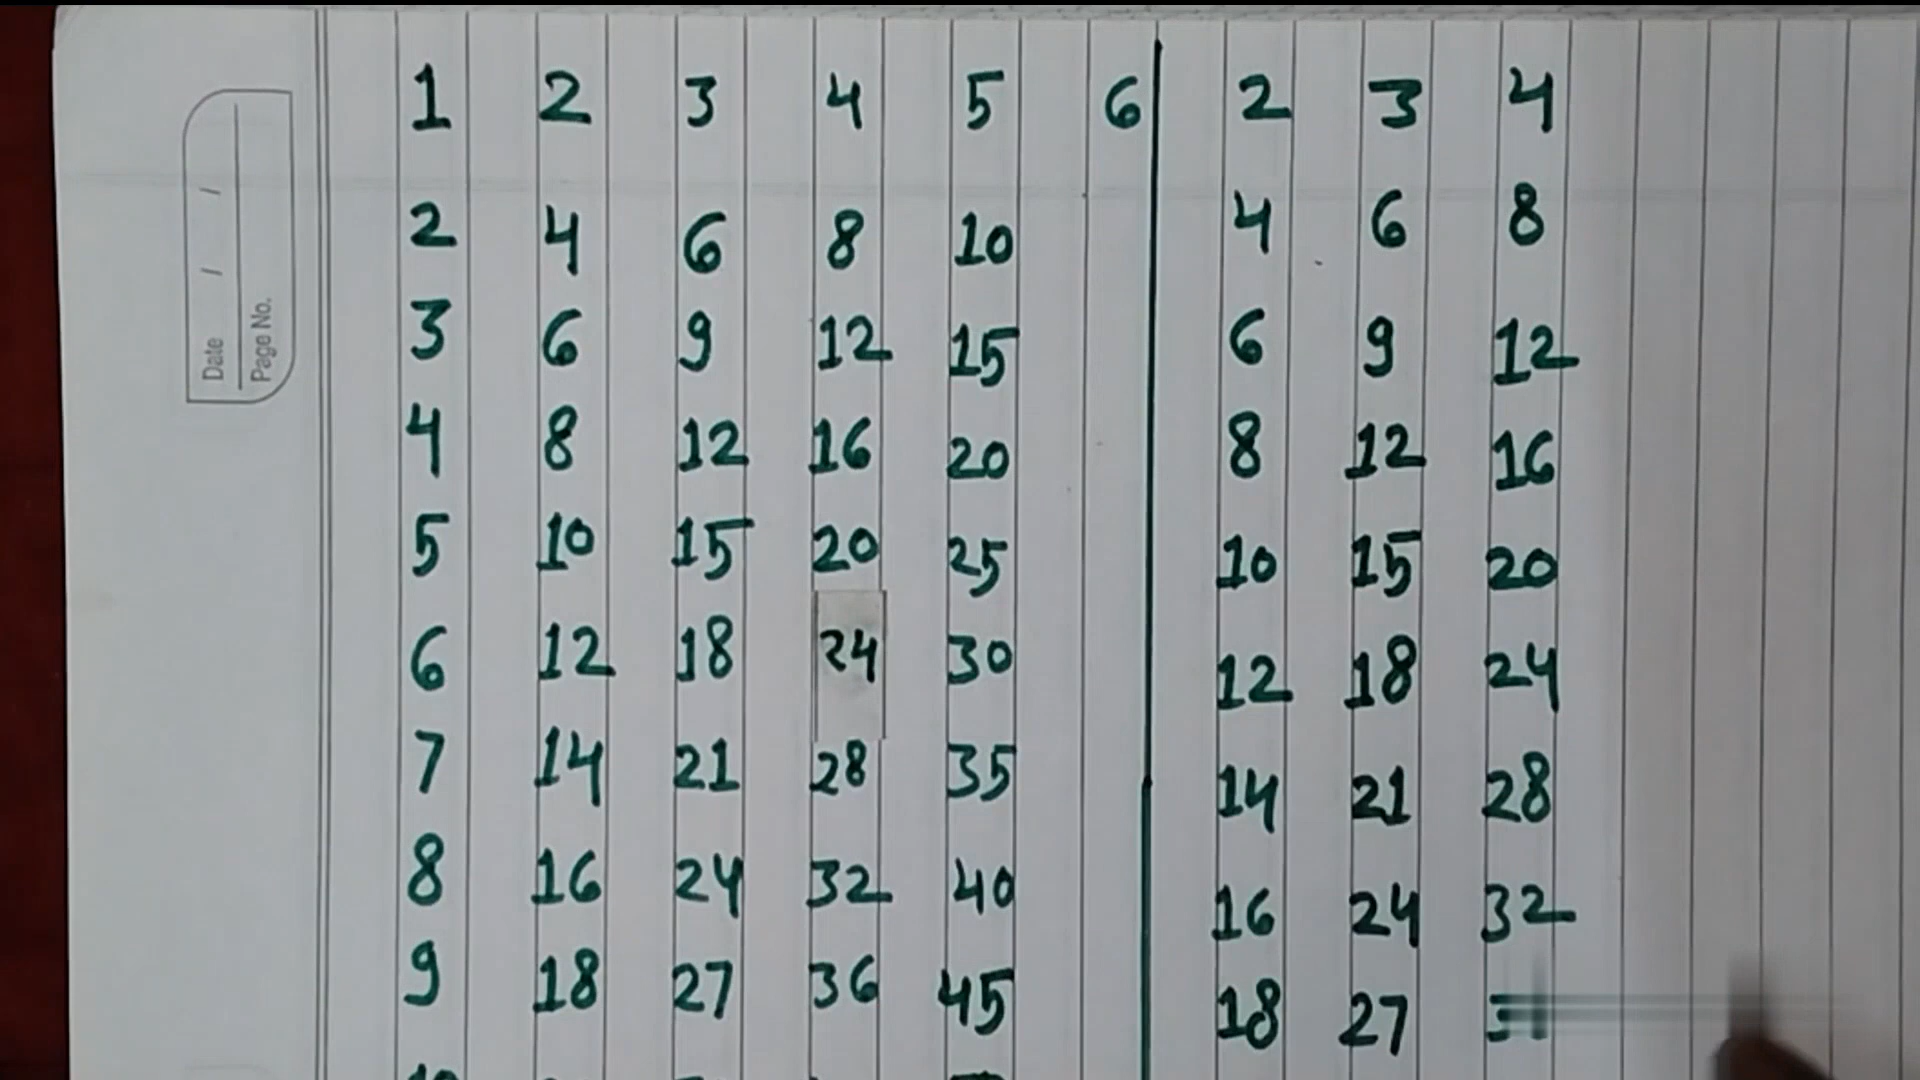 1 2 3 4 5 6 2 3 4
2 4 6 8 10 4 6 8
3 6 9 12 15 6 9 12
4 8 12 16 20 8 12 16
5 10 15 20 25 10 15 20
6 12 18 24 30 12 18 24
7 14 21 28 35 14 21 28
8 16 24 32 40 16 24 32
9 18 27 36 45 18 27
Date / /
Page No.